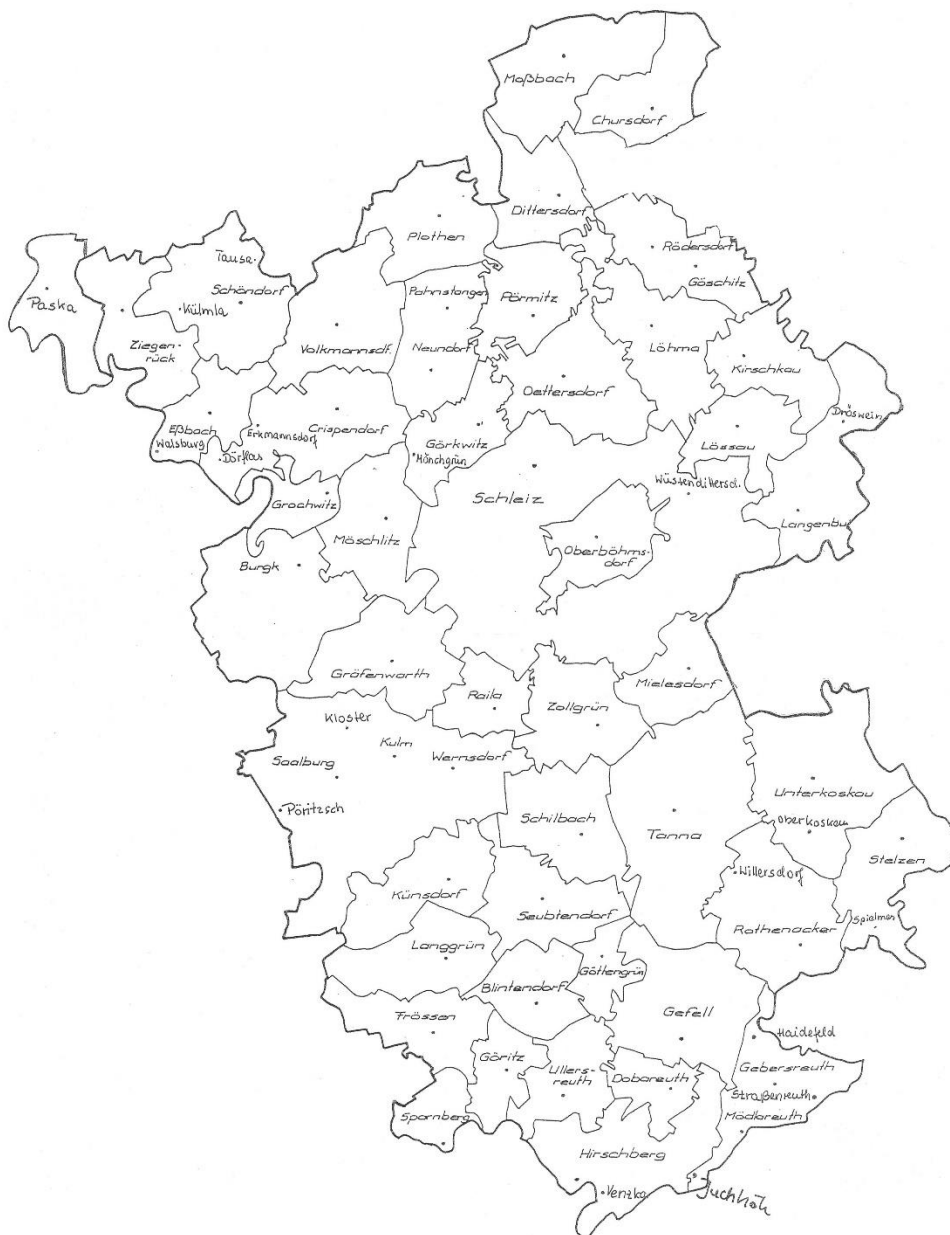 Moßbach
Chursdorf
Dittersdorf
Plothen
Rödersdorf
Göschitz
Tausa
Schöndorf
Külmla
Paska
Ziegen-
rück
Volkmannsdf.
Pahnstangen
Pörmitz
Neundorf
Löhma
Kirschkau
Oettersdorf
Dröswein
Eßbach
Walsburg
Erkmannsdorf
Crispendorf
Dörflas
Görkwitz
Mönchgrün
Lössau
Schleiz
Wüstendittersd.
Grochwitz
Möschlitz
Langenbu
Oberböhms-
dorf
Burgk
Gräfenwarth
Raila
Zollgrün
Mielesdorf
Kloster
Kulm
Wernsdorf
Saalburg
Pöritzsch
Unterkoskau
Oberkoskau
Schilbach
Tanna
Stelzen
Willersdorf
Künsdorf
Seubtendorf
Rothenacker
Spielmes
Langgrün
Göttengrün
Blintendorf
Gefell
Frössen
Haidefeld
Göritz
Ullers-
reuth
Dobareuth
Gebersreuth
Straßenreuth
Mödlareuth
Sparnberg
Hirschberg
Venzka
Juchhöh